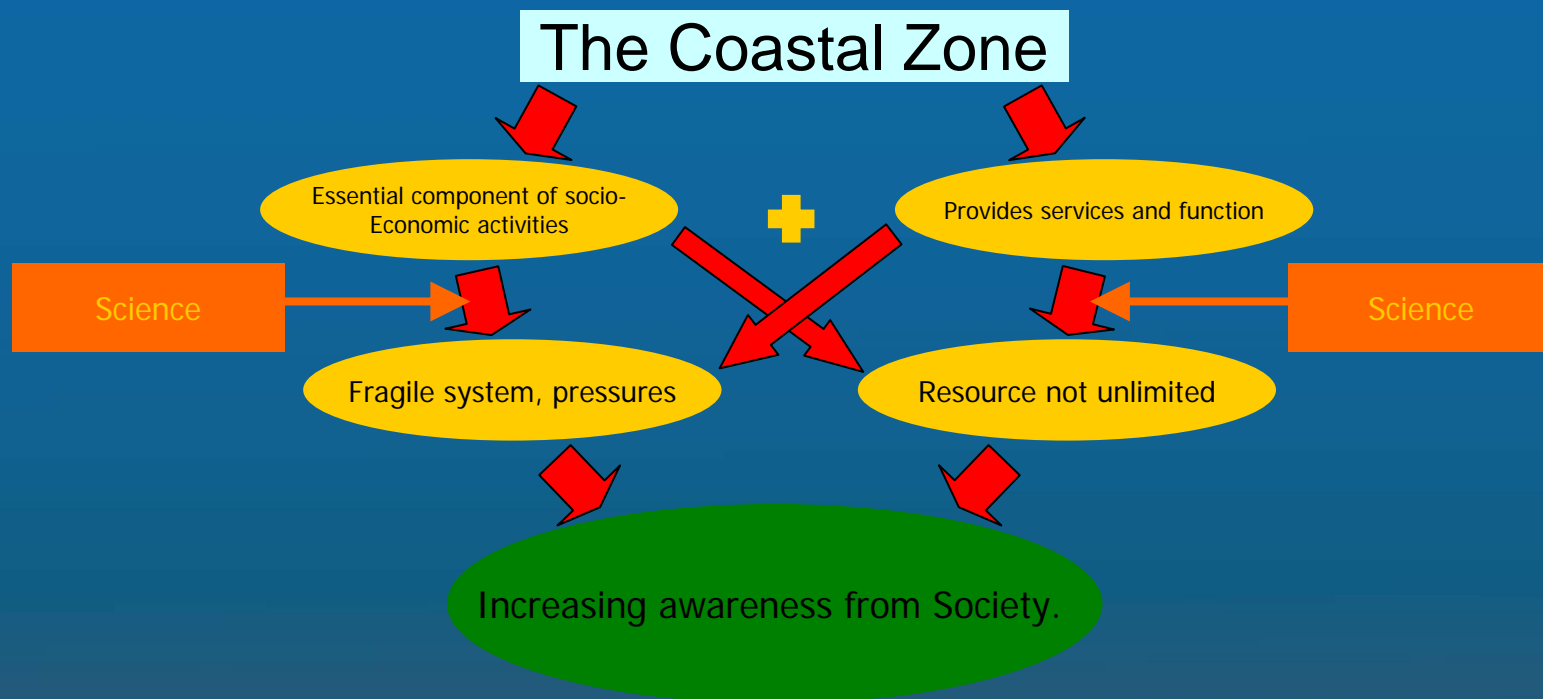 The Coastal Zone
Essential component of socio-
Economic activities
Provides services and function
Science
Science
Fragile system, pressures
Resource not unlimited
Increasing awareness from Society.